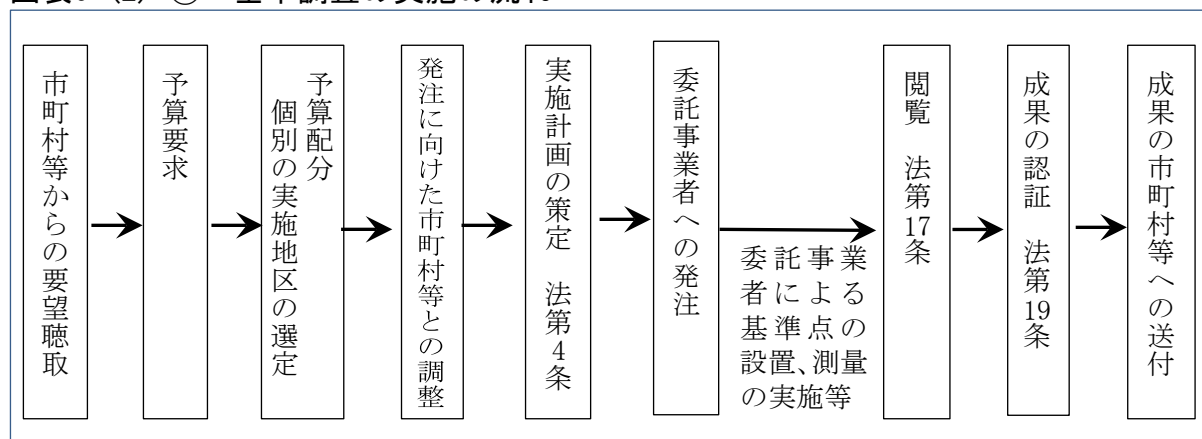 市町村等からの要望聴取
予算要求
予算配分
個別の実施地区の選定
発注に向けた市町村等との調整
実施計画の策定　法第4条
委託事業者への発注
委託事業
者による
基準点の
設置、測量
の実施等
閲覧　法第17条
成果の認証　法第19条
成果の市町村等への送付